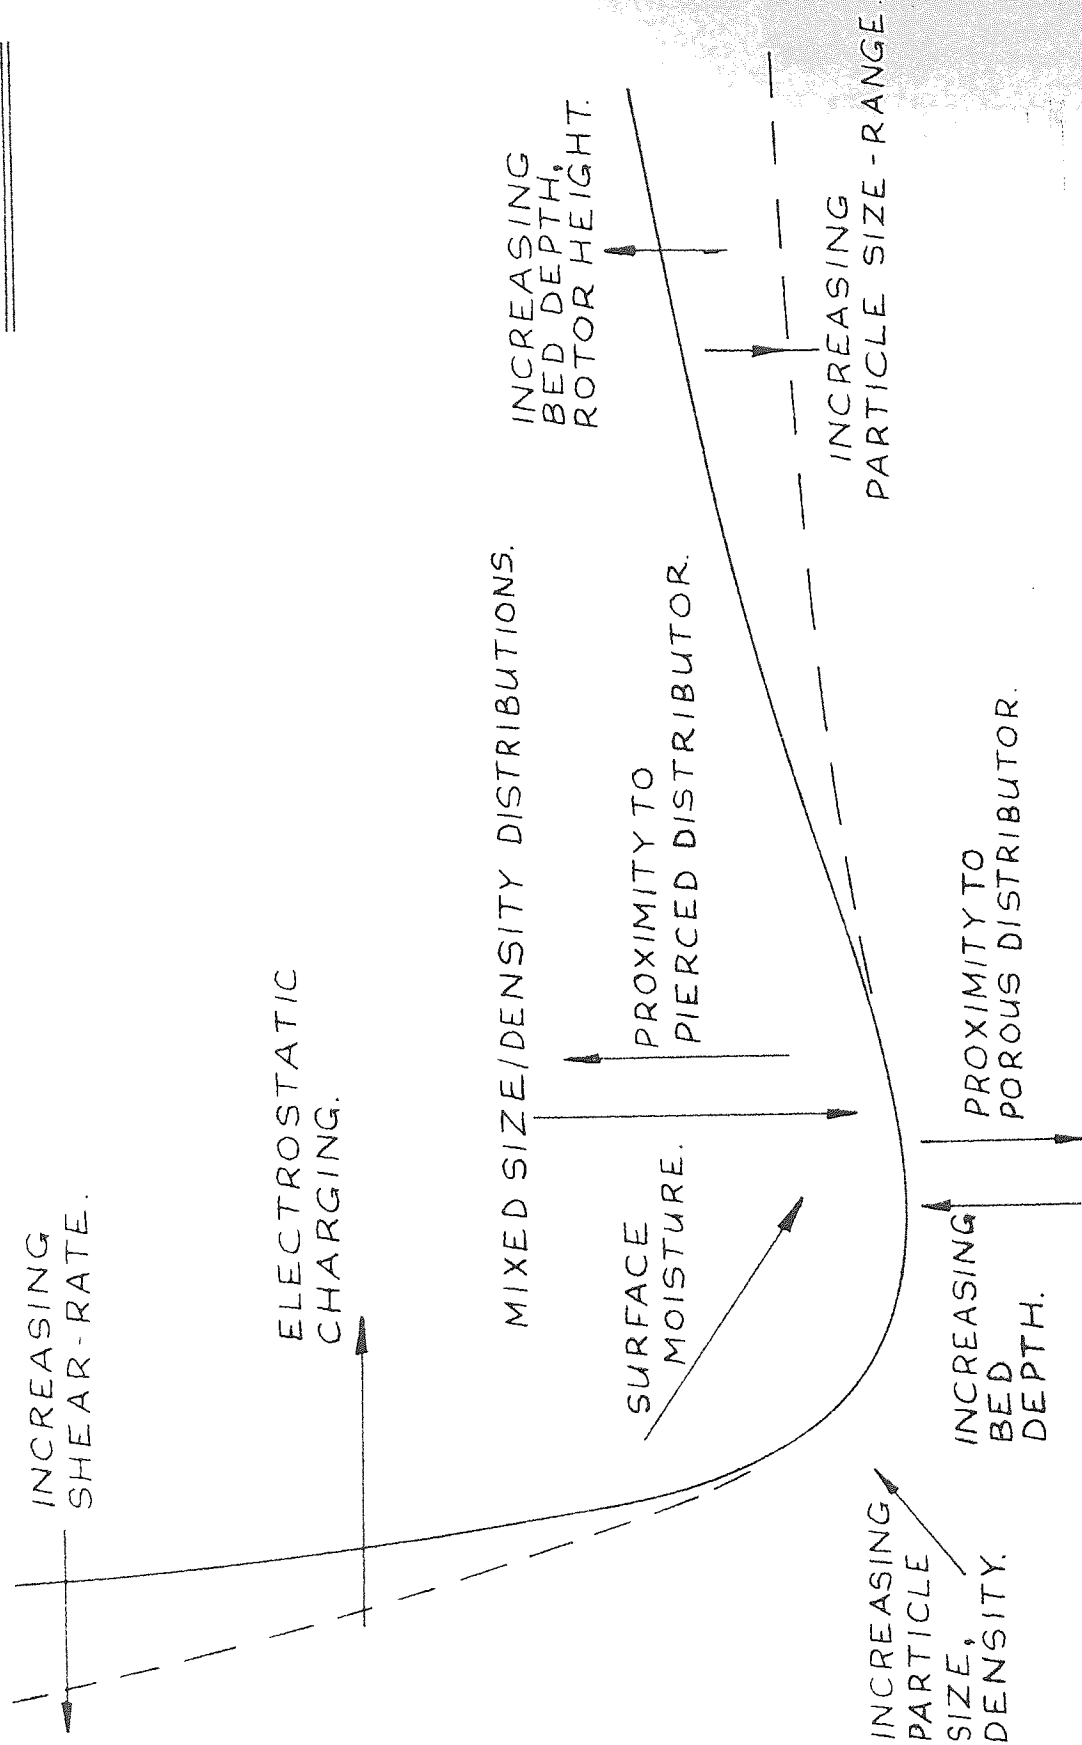 INCREASING
SHEAR-RATE.
ELECTROSTATIC
CHARGING.
MIXED SIZE/DENSITY DISTRIBUTIONS.
INCREASING
BED DEPTH,
ROTOR HEIGHT.
SURFACE
MOISTURE.
PROXIMITY TO
PIERCED DISTRIBUTOR.
INCREASING
PARTICLE SIZE-RANGE.
INCREASING
PARTICLE
SIZE,
DENSITY.
INCREASING
BED
DEPTH.
PROXIMITY TO
POROUS DISTRIBUTOR.